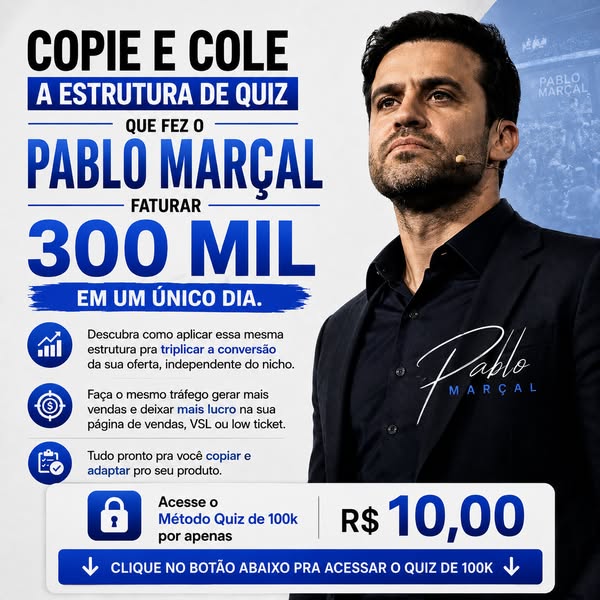 COPIE E COLE
A ESTRUTURA DE QUIZ
QUE FEZ O
PABLO MARÇAL
FATURAR
300 MIL
EM UM ÚNICO DIA.
Descubra como aplicar essa mesma
estrutura pra triplicar a conversão
da sua oferta, independente do nicho.
Faça o mesmo tráfego gerar mais
vendas e deixar mais lucro na sua
página de vendas, VSL ou low ticket.
Tudo pronto pra você copiar e
adaptar pro seu produto.
PABLO
MARÇAL
Pablo
MARÇAL
Acesse o
Método Quiz de 100k
por apenas
R$ 10,00
CLIQUE NO BOTÃO ABAIXO PRA ACESSAR O QUIZ DE 100K